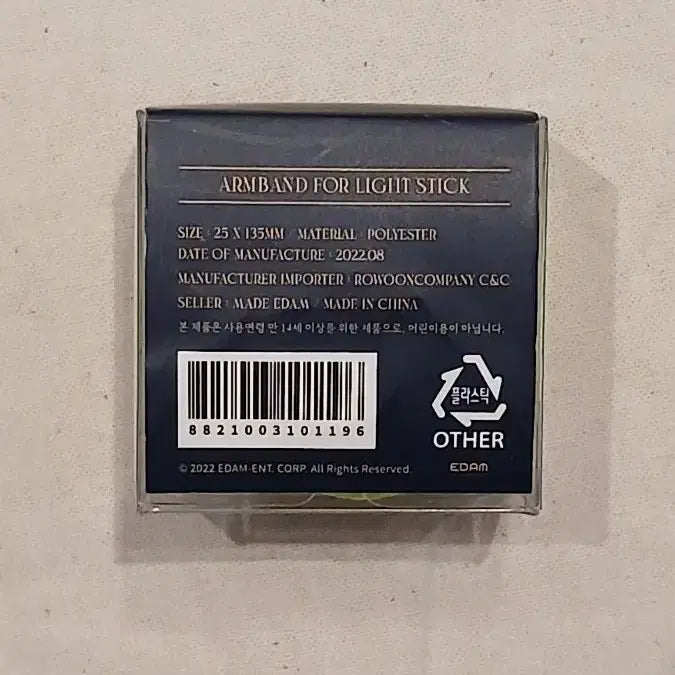 ARMBAND FOR LIGHT STICK
SIZE : 25 X 135MM / MATERIAL : POLYESTER
DATE OF MANUFACTURE : 2022.08
MANUFACTURER IMPORTER : ROWOONCOMPANY C&C
SELLER : MADE EDAM / MADE IN CHINA
본 제품은 사용연령 만 14세 이상을 위한 제품으로, 어린이용이 아닙니다.
8821003101196
플라스틱
OTHER
© 2022 EDAM-ENT. CORP. All Rights Reserved.
EDAM